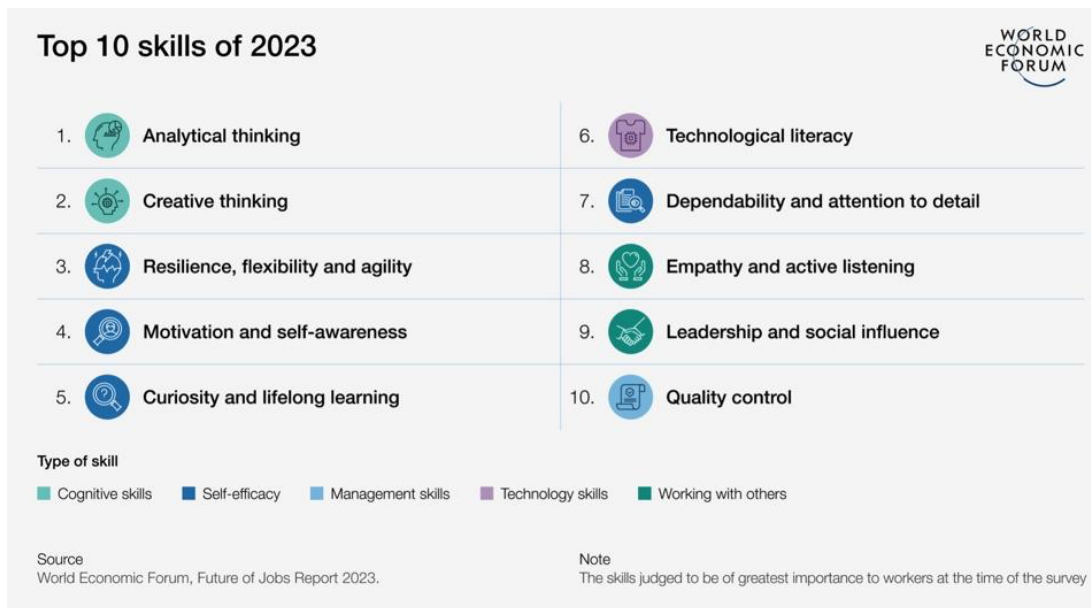 Top 10 skills of 2023
WORLD
ECONOMIC
FORUM
1. Analytical thinking
2. Creative thinking
3. Resilience, flexibility and agility
4. Motivation and self-awareness
5. Curiosity and lifelong learning
6. Technological literacy
7. Dependability and attention to detail
8. Empathy and active listening
9. Leadership and social influence
10. Quality control
Type of skill
Cognitive skills Self-efficacy Management skills Technology skills Working with others
Source
World Economic Forum, Future of Jobs Report 2023.
Note
The skills judged to be of greatest importance to workers at the time of the survey